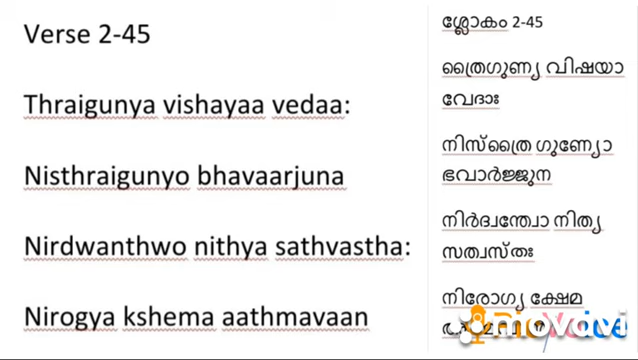 Verse 2-45
Thraigunya vishayaa vedaa:
Nisthraigunyo bhavaarjuna
Nirdwanthwo nithya sathvastha:
Nirogya kshema aathmavaan
ശ്ലോകം 2-45
ത്രൈഗുണ്യ വിഷയാ
വേദാഃ
നിസ്ത്രൈ ഗുണ്യോ
ഭവാർജ്ജുന
നിർദ്വന്ത്വോ നിത്യ
സത്വസ്തഃ
നിരോഗ്യ ക്ഷേമ